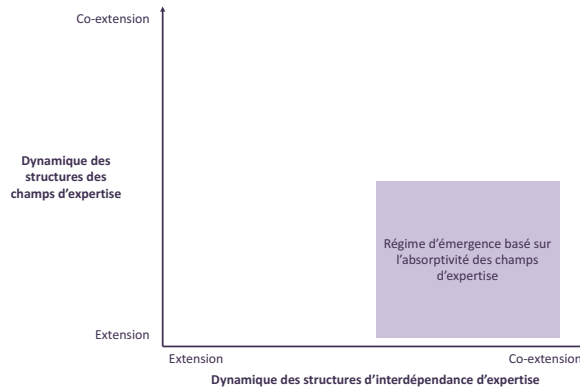 Co-extension
Dynamique des
structures des
champs d’expertise
Régime d’émergence basé sur
l’absorptivité des champs
d’expertise
Extension
Extension
Co-extension
Dynamique des structures d’interdépendance d’expertise